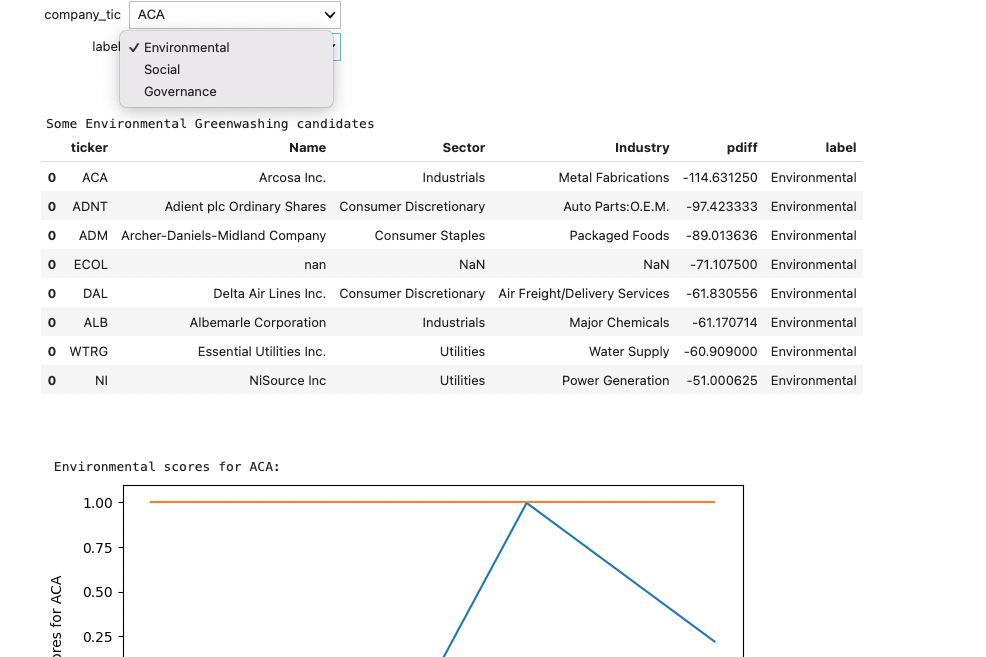 company_tic ACA
label ✓ Environmental
Social
Governance
Some Environmental Greenwashing candidates
ticker Name Sector Industry pdiff label
0 ACA Arcosa Inc. Industrials Metal Fabrications -114.631250 Environmental
0 ADNT Adient plc Ordinary Shares Consumer Discretionary Auto Parts:O.E.M. -97.423333 Environmental
0 ADM Archer-Daniels-Midland Company Consumer Staples Packaged Foods -89.013636 Environmental
0 ECOL nan NaN NaN -71.107500 Environmental
0 DAL Delta Air Lines Inc. Consumer Discretionary Air Freight/Delivery Services -61.830556 Environmental
0 ALB Albemarle Corporation Industrials Major Chemicals -61.170714 Environmental
0 WTRG Essential Utilities Inc. Utilities Water Supply -60.909000 Environmental
0 NI NiSource Inc Utilities Power Generation -51.000625 Environmental
Environmental scores for ACA:
1.00
0.75
0.50
0.25
ores for ACA